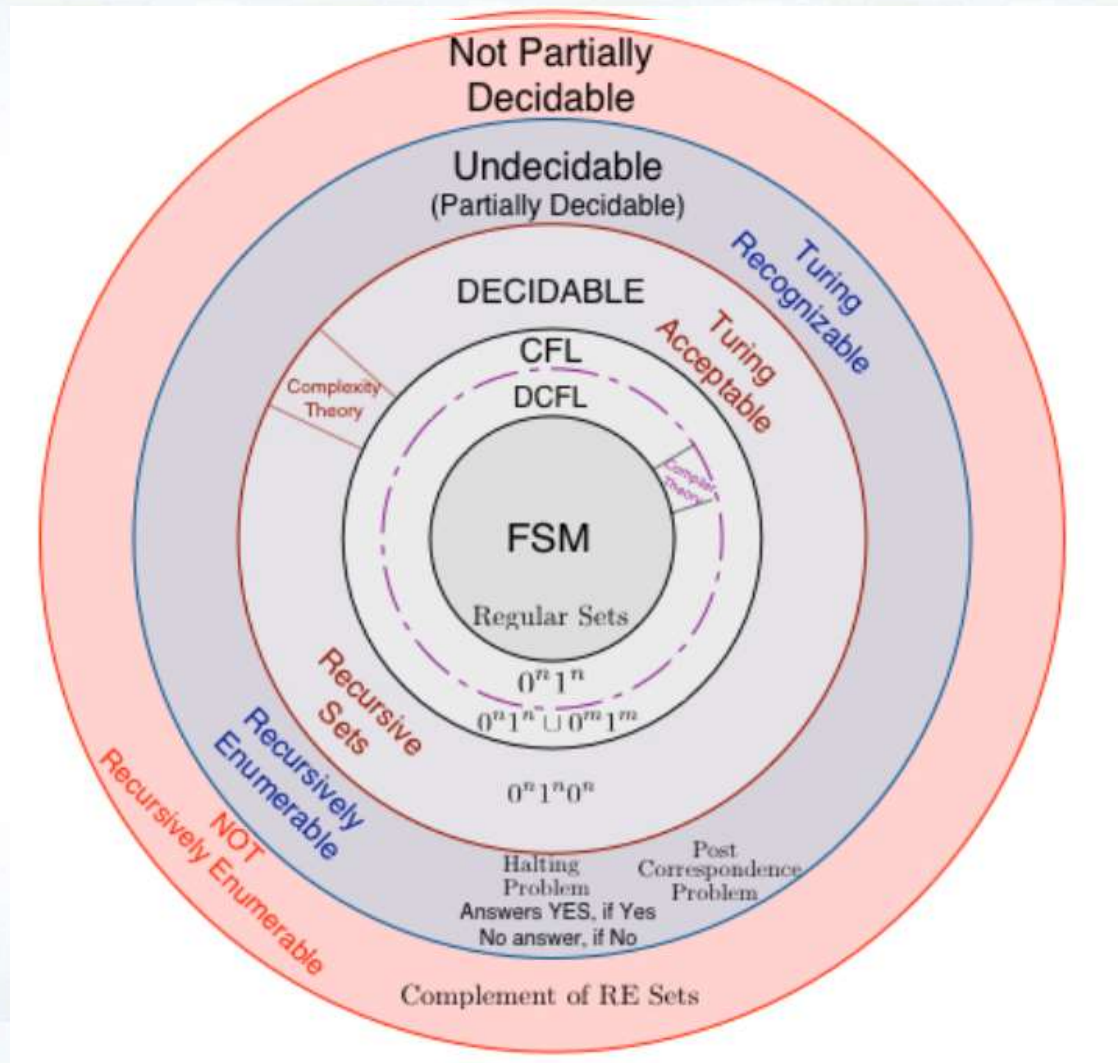 Not Partially
Decidable
Undecidable
(Partially Decidable)
Turing
Recognizable
DECIDABLE
Turing
Acceptable
CFL
DCFL
Complexity
Theory
Compiler
Theory
FSM
Regular Sets
0ⁿ1ⁿ
0ⁿ1ⁿ ∪ 0ᵐ1ᵐ
Recursive
Sets
0ⁿ1ⁿ0ⁿ
Recursively
Enumerable
NOT
Recursively Enumerable
Halting
Problem
Post
Correspondence
Problem
Answers YES, if Yes
No answer, if No
Complement of RE Sets